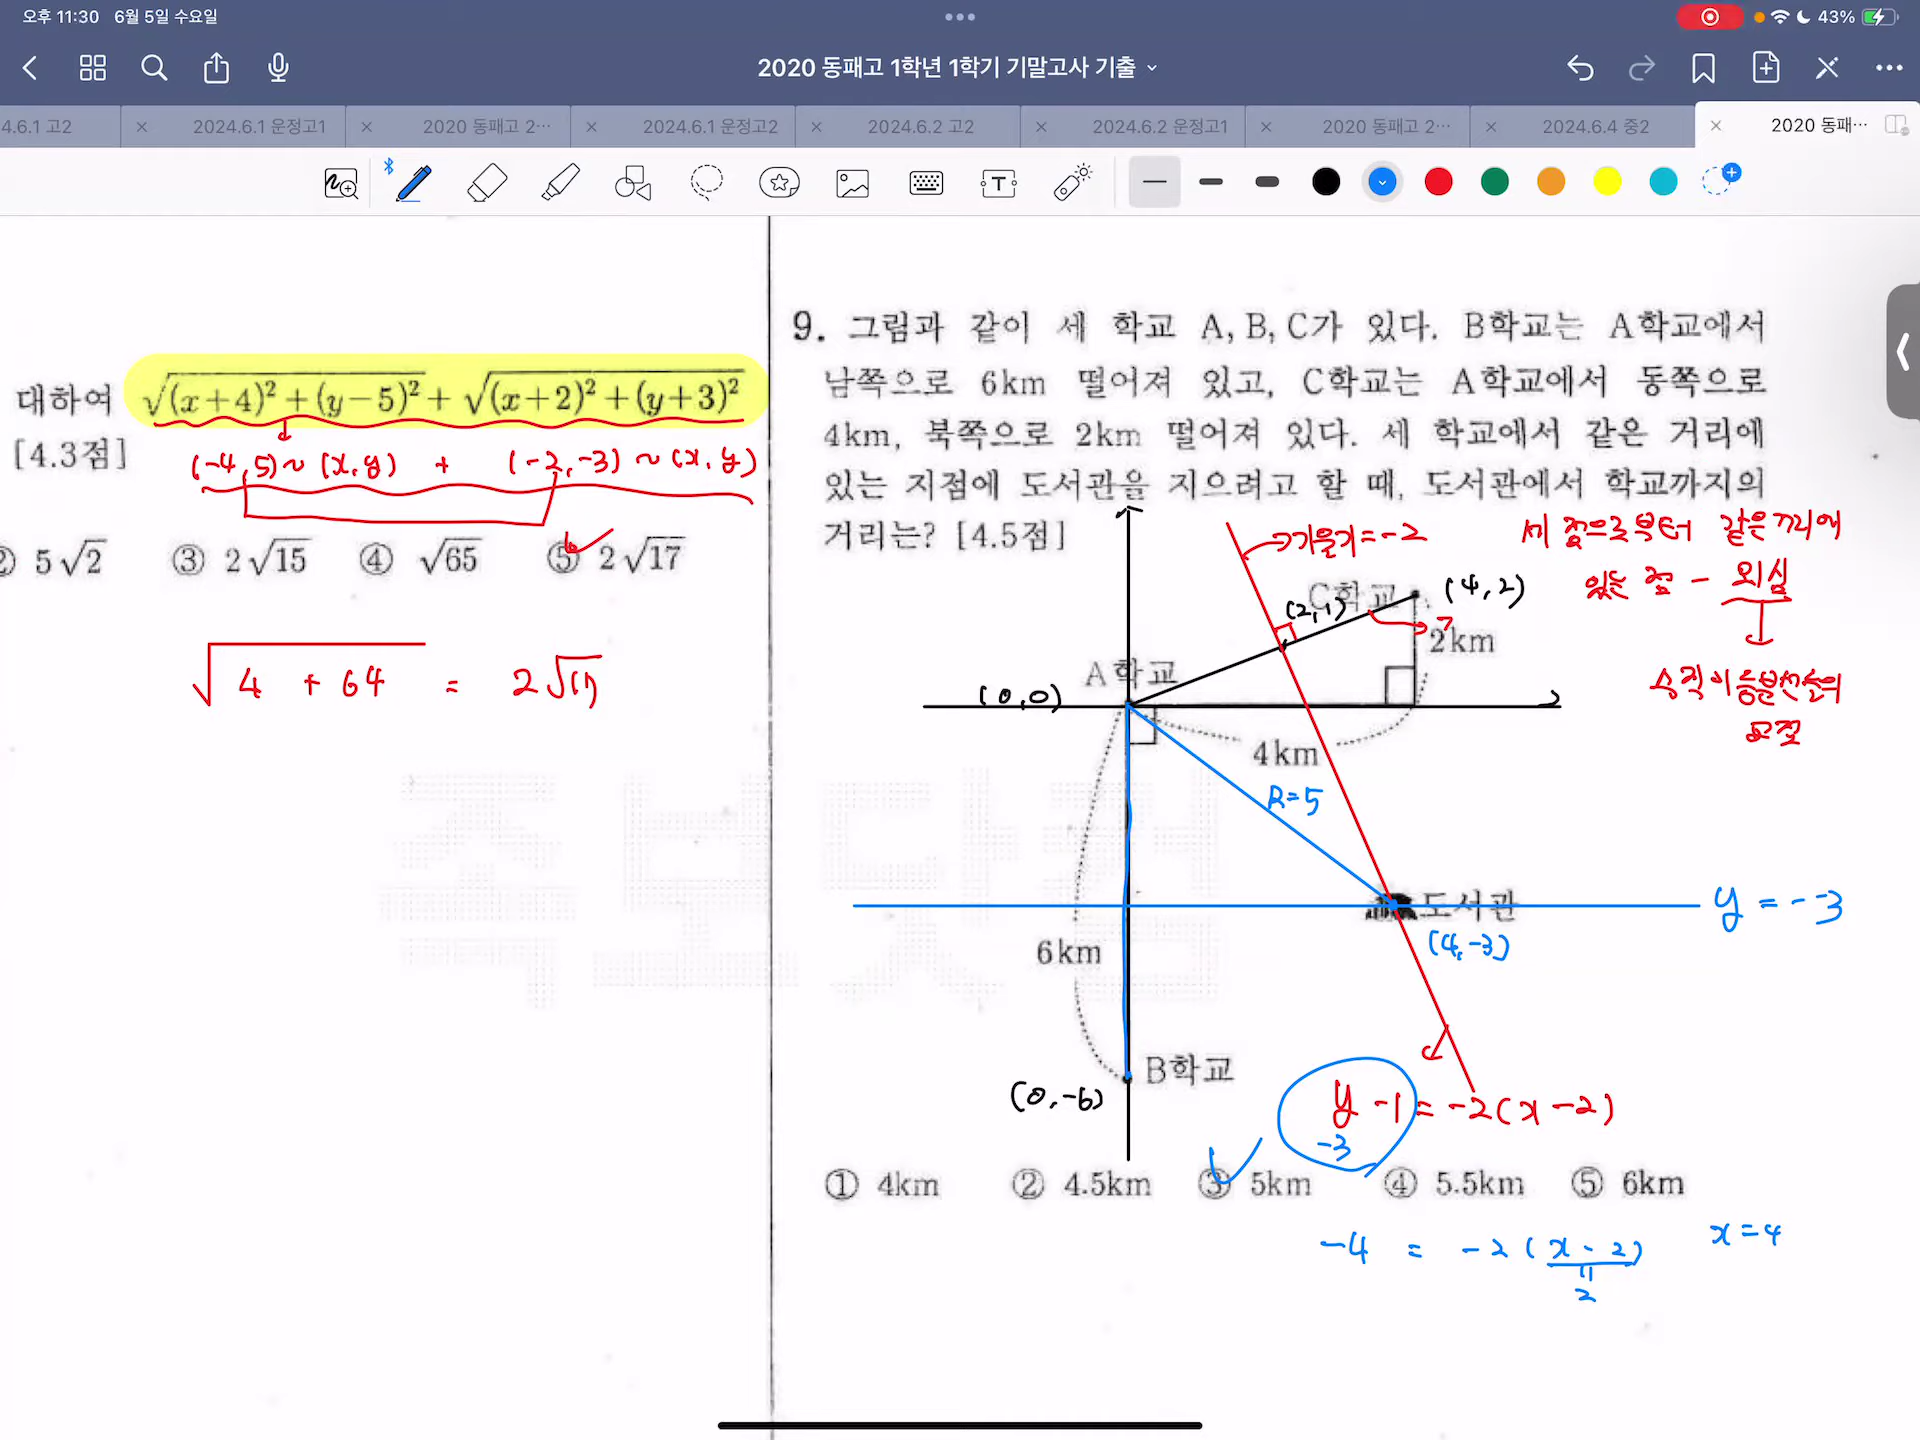 오후 11:30 6월 5일 수요일
43%
2020 동패고 1학년 1학기 기말고사 기출
4.6.1 고2
2024.6.1 운정고1
2020 동패고 2…
2024.6.1 운정고2
2024.6.2 고2
2024.6.2 운정고1
2020 동패고 2…
2024.6.4 중2
2020 동패…
대하여 √(x+4)²+(y−5)² + √(x+2)²+(y+3)²
[4.3점]
(-4,5)~(x,y) + (-2,-3)~(x,y)
② 5√2 ③ 2√15 ④ √65 ⑤ 2√17
√4 + 64 = 2√17
9. 그림과 같이 세 학교 A, B, C가 있다. B학교는 A학교에서
남쪽으로 6km 떨어져 있고, C학교는 A학교에서 동쪽으로
4km, 북쪽으로 2km 떨어져 있다. 세 학교에서 같은 거리에
있는 지점에 도서관을 지으려고 할 때, 도서관에서 학교까지의
거리는? [4.5점]
기울기=-2
세 점으로부터 같은 거리에
있는 점 - 외심
수직이등분선들의
교점
C학교
(4,2)
(2,1)
2km
A학교
(0,0)
4km
R=5
도서관
y=-3
(4,-3)
6km
B학교
(0,-6)
y-1=-2(x-2)
-3
① 4km ② 4.5km ③ 5km ④ 5.5km ⑤ 6km
-4 = -2(x-2) x=4
2